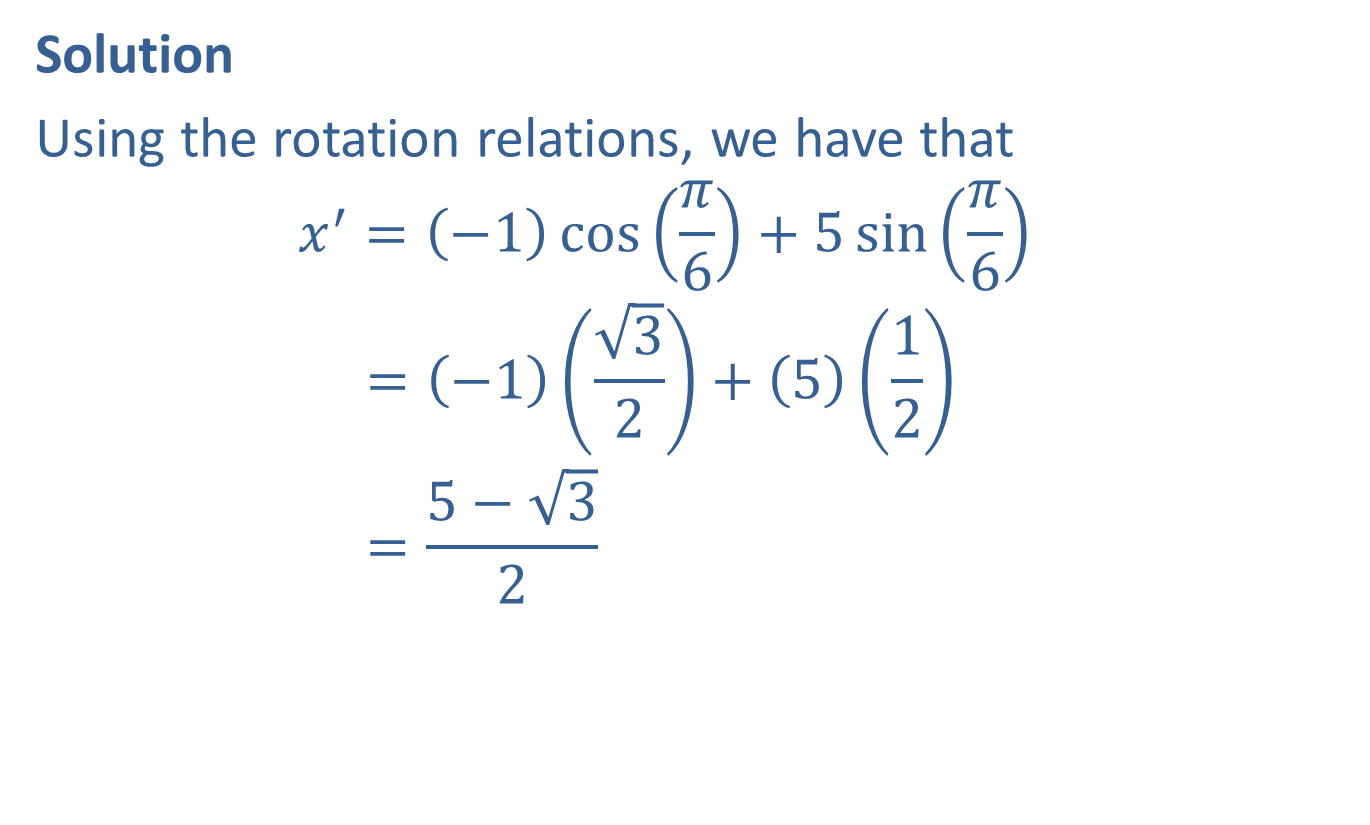 Solution
Using the rotation relations, we have that
x′ = (−1) cos(π/6) + 5 sin(π/6)
= (−1)(√3/2) + (5)(1/2)
= (5 − √3)/2